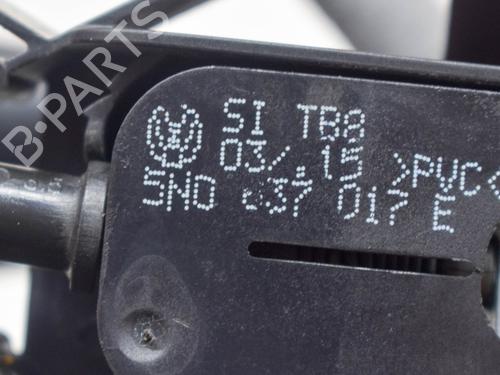 B-PARTS
SI TBA
03/.15 >PVC<
5N0 837 017 E